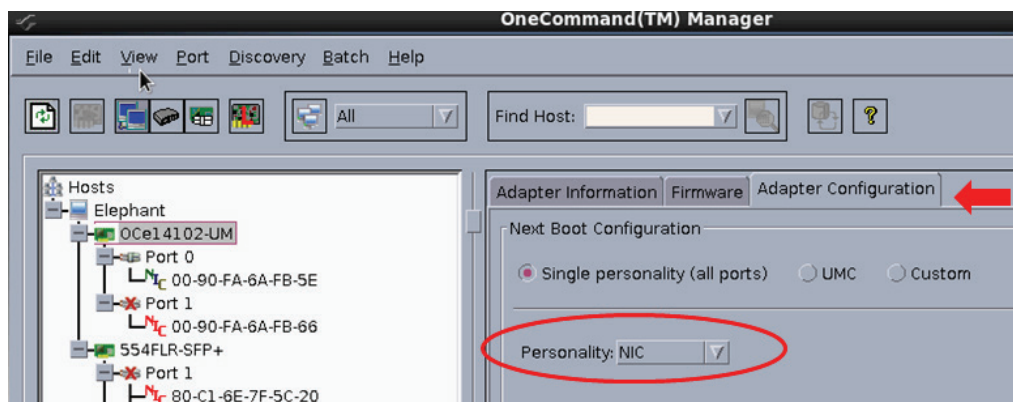 OneCommand(TM) Manager
File Edit View Port Discovery Batch Help
All
Find Host:
?
Hosts
Elephant
OCe14102-UM
Port 0
NIC 00-90-FA-6A-FB-5E
Port 1
NIC 00-90-FA-6A-FB-66
554FLR-SFP+
Port 1
NIC 80-C1-6E-7F-5C-20
Adapter Information Firmware Adapter Configuration
Next Boot Configuration
Single personality (all ports) UMC Custom
Personality: NIC